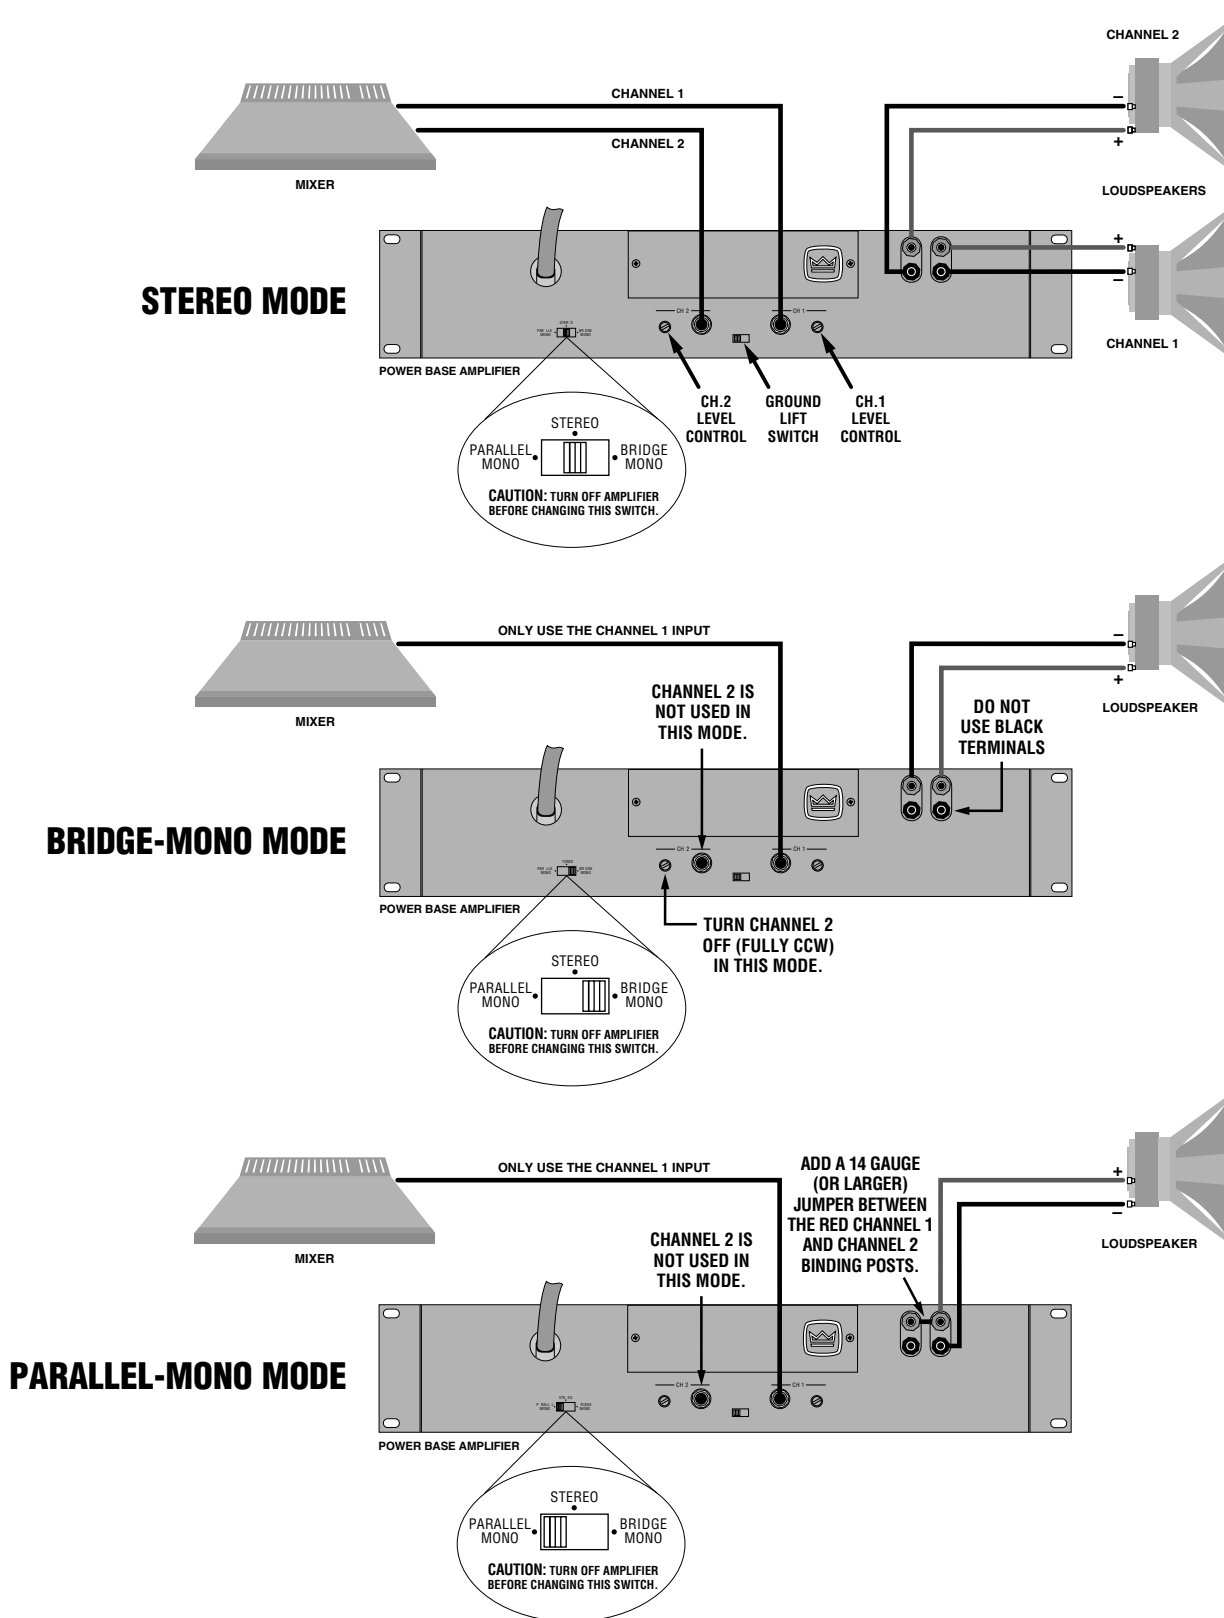 CHANNEL 2
CHANNEL 1
CHANNEL 2
MIXER
–
+
LOUDSPEAKERS
+
–
CHANNEL 1
STEREO MODE
CH 2
CH 1
MONO
MONO
POWER BASE AMPLIFIER
CH.2
LEVEL
CONTROL
GROUND
LIFT
SWITCH
CH.1
LEVEL
CONTROL
STEREO
PARALLEL
MONO
BRIDGE
MONO
CAUTION: TURN OFF AMPLIFIER
BEFORE CHANGING THIS SWITCH.
ONLY USE THE CHANNEL 1 INPUT
MIXER
–
+
LOUDSPEAKER
CHANNEL 2 IS
NOT USED IN
THIS MODE.
DO NOT
USE BLACK
TERMINALS
BRIDGE-MONO MODE
CH 2
CH 1
MONO
MONO
POWER BASE AMPLIFIER
TURN CHANNEL 2
OFF (FULLY CCW)
IN THIS MODE.
STEREO
PARALLEL
MONO
BRIDGE
MONO
CAUTION: TURN OFF AMPLIFIER
BEFORE CHANGING THIS SWITCH.
ONLY USE THE CHANNEL 1 INPUT
MIXER
ADD A 14 GAUGE
(OR LARGER)
JUMPER BETWEEN
THE RED CHANNEL 1
AND CHANNEL 2
BINDING POSTS.
+
–
LOUDSPEAKER
CHANNEL 2 IS
NOT USED IN
THIS MODE.
PARALLEL-MONO MODE
CH 2
CH 1
MONO
MONO
POWER BASE AMPLIFIER
STEREO
PARALLEL
MONO
BRIDGE
MONO
CAUTION: TURN OFF AMPLIFIER
BEFORE CHANGING THIS SWITCH.